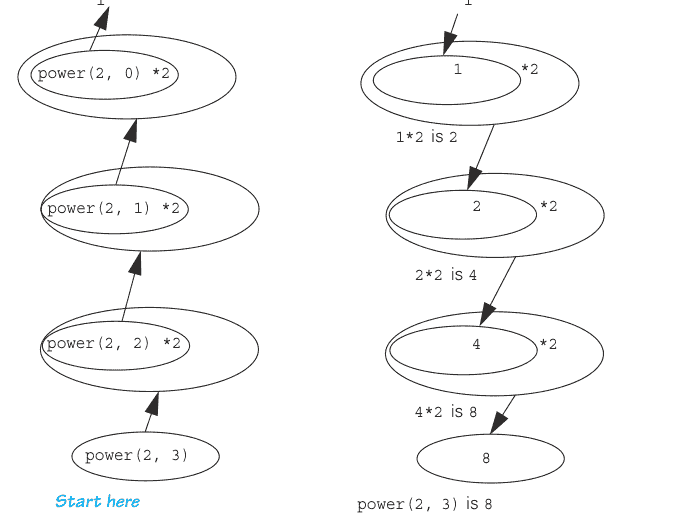 1
power(2, 0) *2
power(2, 1) *2
power(2, 2) *2
power(2, 3)
Start here
1
1 *2
1*2 is 2
2 *2
2*2 is 4
4 *2
4*2 is 8
8
power(2, 3) is 8